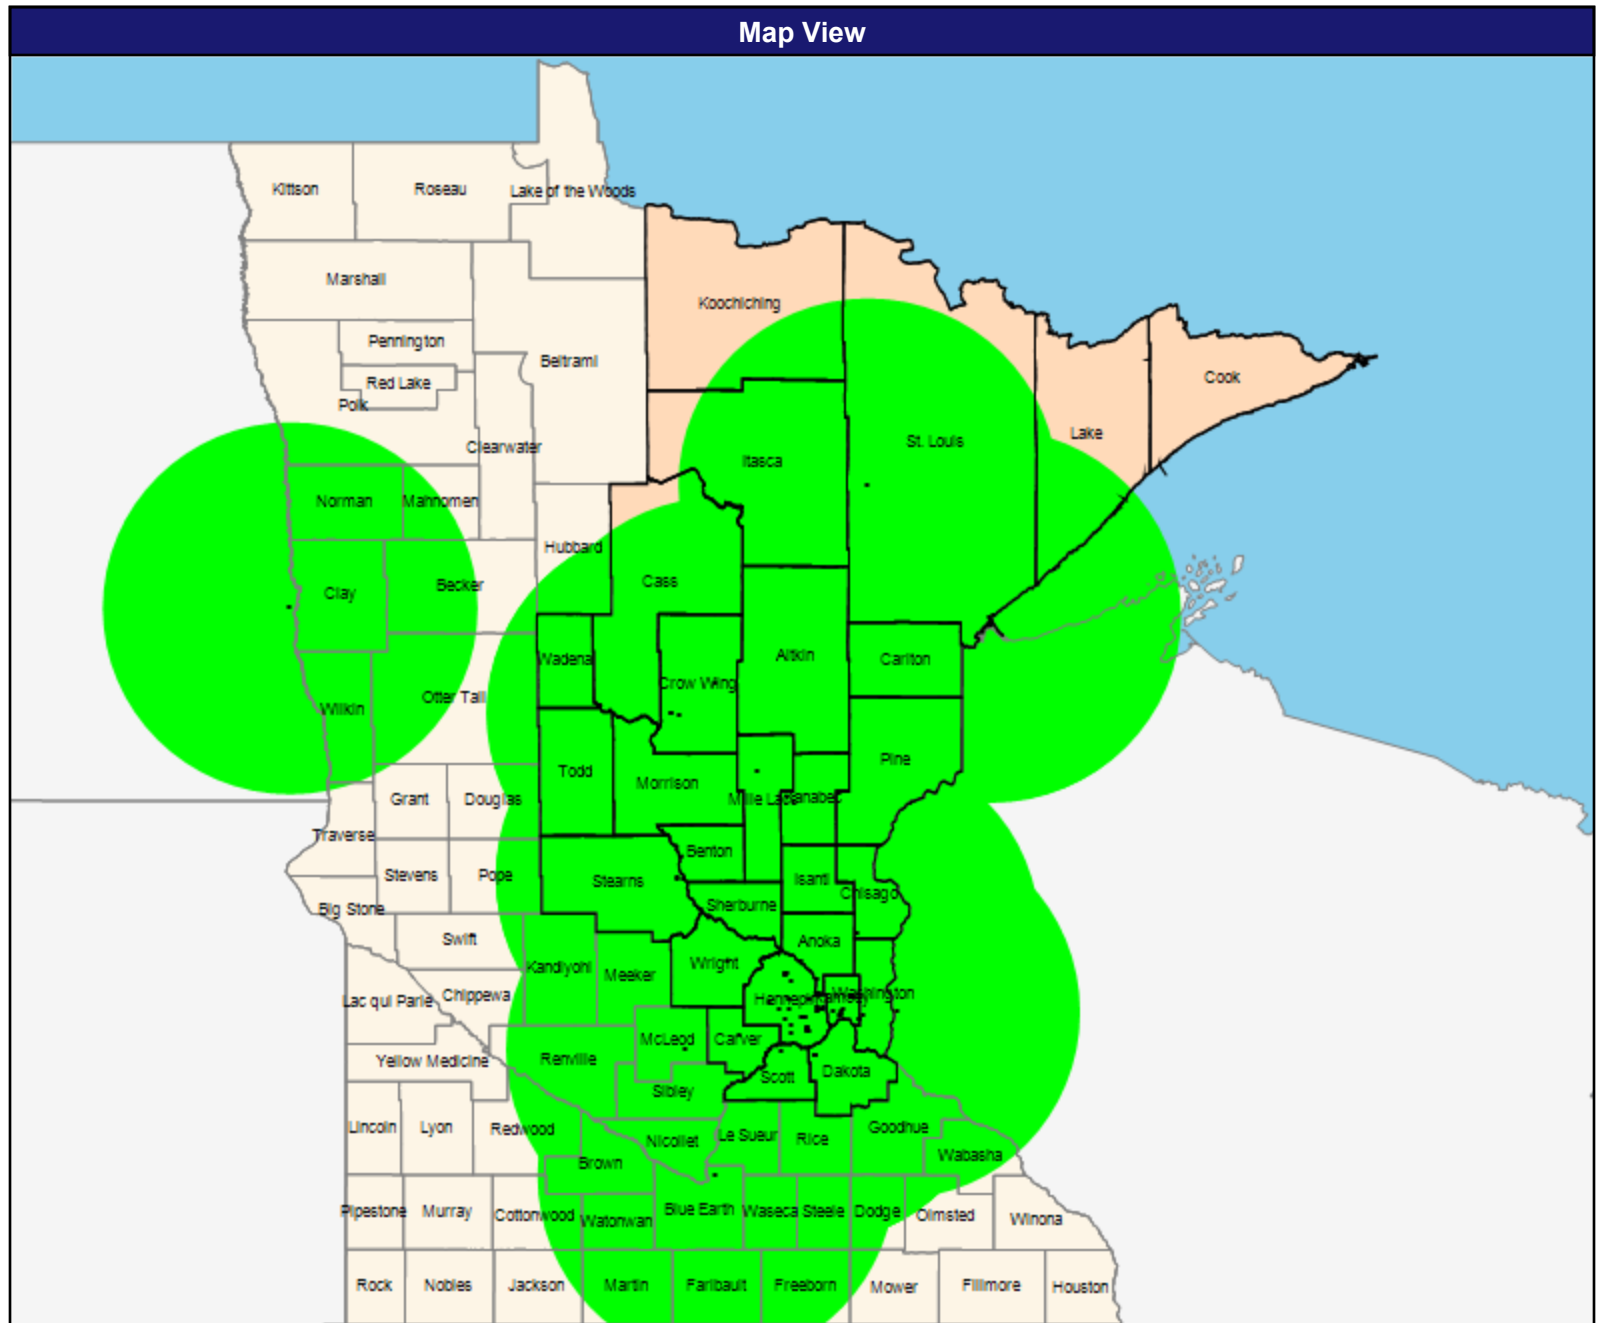 Map View
Kittson
Roseau
Lake of the Woods
Marshall
Koochiching
Pennington
Beltrami
Red Lake
Cook
Polk
Lake
St. Louis
Clearwater
Itasca
Norman
Mahnomen
Hubbard
Cass
Becker
Clay
Aitkin
Carlton
Wadena
Crow Wing
Otter Tail
Wilkin
Pine
Todd
Morrison
Grant
Douglas
Mille Lacs
Kanabec
Traverse
Benton
Stevens
Pope
Stearns
Isanti
Chisago
Sherburne
Big Stone
Swift
Anoka
Wright
Kandiyohi
Meeker
Washington
Chippewa
Lac qui Parle
Hennepin
Ramsey
McLeod
Carver
Renville
Yellow Medicine
Dakota
Scott
Sibley
Lincoln
Lyon
Redwood
Goodhue
Le Sueur
Rice
Nicollet
Wabasha
Brown
Pipestone
Murray
Cottonwood
Watonwan
Blue Earth
Waseca
Steele
Dodge
Olmsted
Winona
Rock
Nobles
Jackson
Martin
Faribault
Freeborn
Mower
Fillmore
Houston